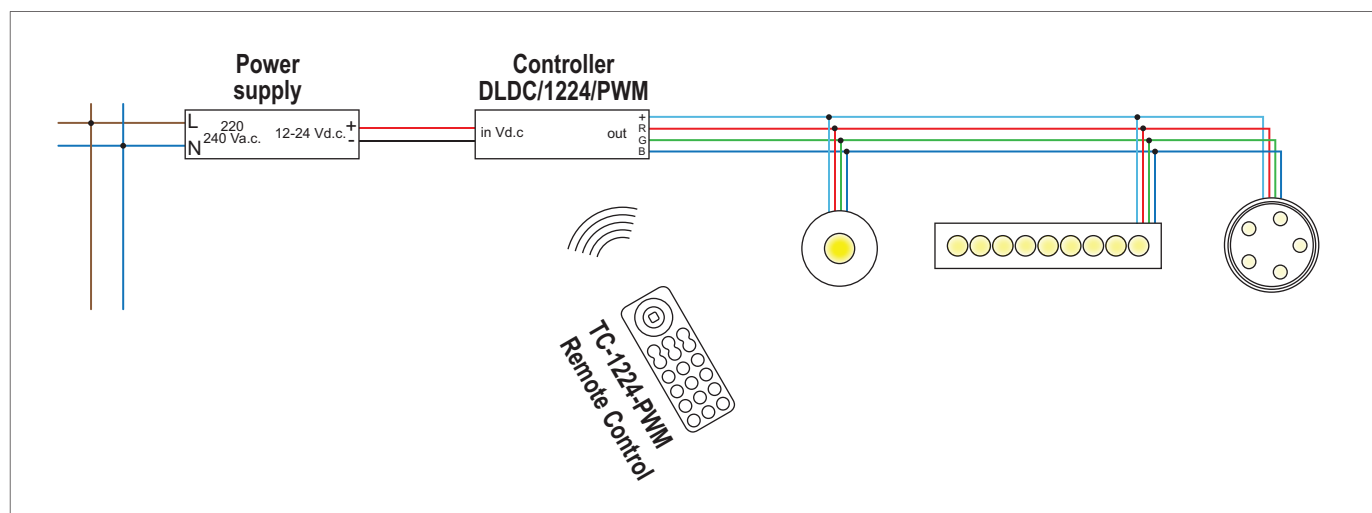 Power
supply
Controller
DLDC/1224/PWM
L
N
220
240 Va.c.
12-24 Vd.c.
+
-
in Vd.c
out
+
R
G
B
TC-1224-PWM
Remote Control